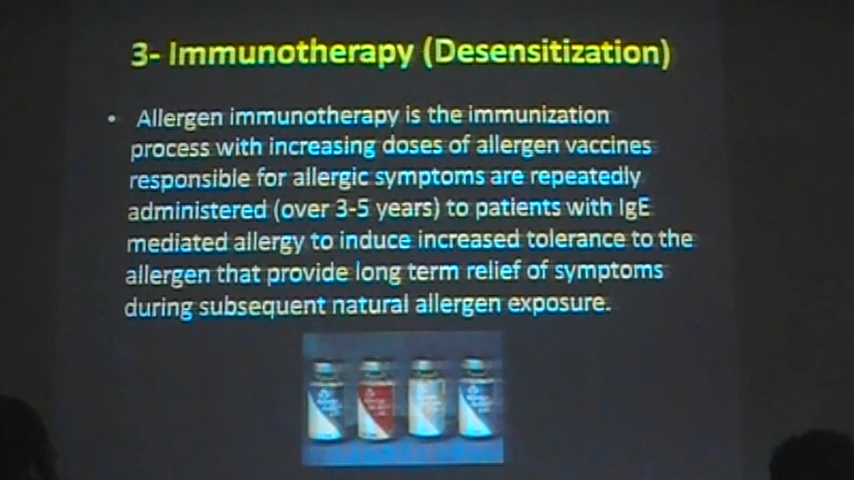 3- Immunotherapy (Desensitization)
• Allergen immunotherapy is the immunization
process with increasing doses of allergen vaccines
responsible for allergic symptoms are repeatedly
administered (over 3-5 years) to patients with IgE
mediated allergy to induce increased tolerance to the
allergen that provide long term relief of symptoms
during subsequent natural allergen exposure.